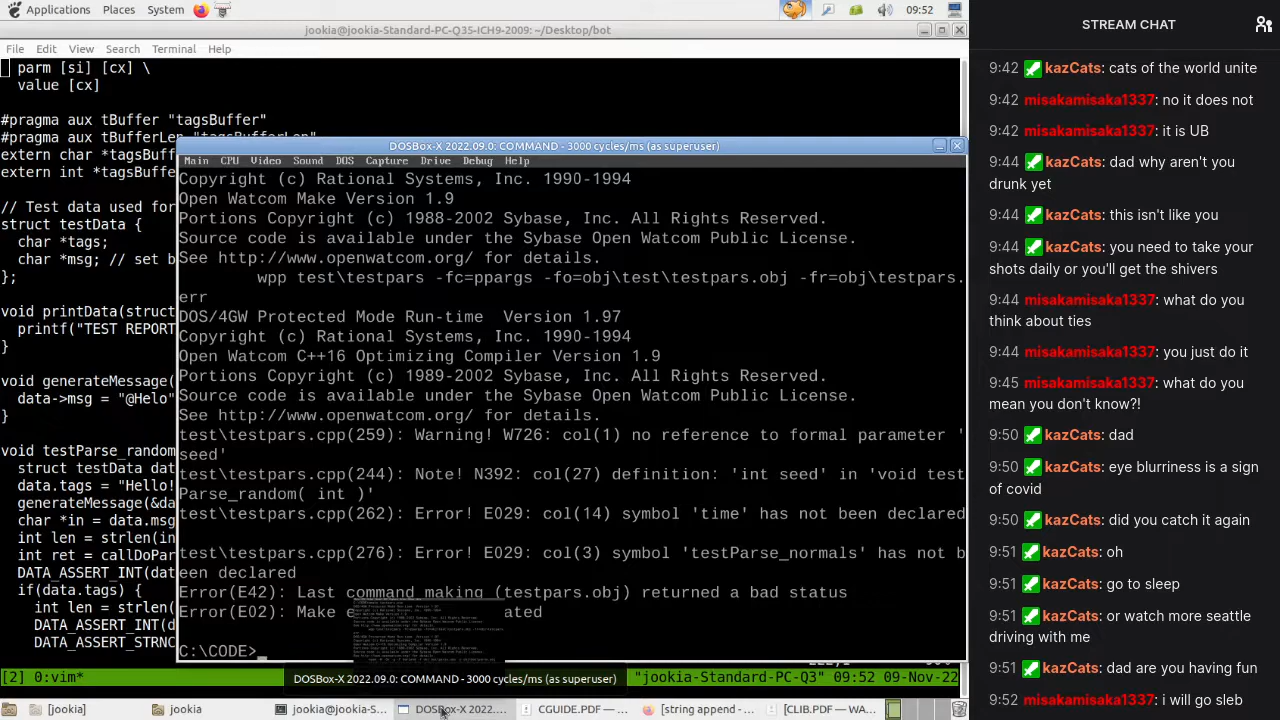 Applications Places System 09:52
jookia@jookia-Standard-PC-Q35-ICH9-2009: ~/Desktop/bot
File Edit View Search Terminal Help
parm [si] [cx] \
value [cx]
#pragma aux tBuffer "tagsBuffer"
#pragma aux tBufferLen "tagsBufferLen"
extern char *tagsBuff
extern int *tagsBuffe
// Test data used for
struct testData {
char *tags;
char *msg; // set b
};
void printData(struct
printf("TEST REPORT
}
void generateMessage(
data->msg = "@Helo"
}
void testParse_random
struct testData dat
data.tags = "Hello!
generateMessage(&da
char *in = data.msg
int len = strlen(in
int ret = callDoPar
DATA_ASSERT_INT(dat
if(data.tags) {
int len2
DATA_ASS
DATA_ASS
DOSBox-X 2022.09.0: COMMAND - 3000 cycles/ms (as superuser)
Main CPU Video Sound DOS Capture Drive Debug Help
Copyright (c) Rational Systems, Inc. 1990-1994
Open Watcom Make Version 1.9
Portions Copyright (c) 1988-2002 Sybase, Inc. All Rights Reserved.
Source code is available under the Sybase Open Watcom Public License.
See http://www.openwatcom.org/ for details.
wpp test\testpars -fc=ppargs -fo=obj\test\testpars.obj -fr=obj\testpars.
err
DOS/4GW Protected Mode Run-time Version 1.97
Copyright (c) Rational Systems, Inc. 1990-1994
Open Watcom C++16 Optimizing Compiler Version 1.9
Portions Copyright (c) 1989-2002 Sybase, Inc. All Rights Reserved.
Source code is available under the Sybase Open Watcom Public License.
See http://www.openwatcom.org/ for details.
test\testpars.cpp(259): Warning! W726: col(1) no reference to formal parameter '
seed'
test\testpars.cpp(244): Note! N392: col(27) definition: 'int seed' in 'void test
Parse_random( int )'
test\testpars.cpp(262): Error! E029: col(14) symbol 'time' has not been declared
test\testpars.cpp(276): Error! E029: col(3) symbol 'testParse_normals' has not b
een declared
Error(E42): Last command making (testpars.obj) returned a bad status
Error(E02): Make e ated
C:\CODE>_
DOSBox-X 2022.09.0: COMMAND - 3000 cycles/ms (as superuser)
[2] 0:vim* "jookia-Standard-PC-Q3" 09:52 09-Nov-22
[jookia] jookia jookia@jookia-S... DOSBox-X 2022.... CGUIDE.PDF — ... [string append - ... [CLIB.PDF — WA...
STREAM CHAT
9:42 kazCats: cats of the world unite
9:42 misakamisaka1337: no it does not
9:42 misakamisaka1337: it is UB
9:44 kazCats: dad why aren't you
drunk yet
9:44 kazCats: this isn't like you
9:44 kazCats: you need to take your
shots daily or you'll get the shivers
9:44 misakamisaka1337: what do you
think about ties
9:44 misakamisaka1337: you just do it
9:45 misakamisaka1337: what do you
mean you don't know?!
9:50 kazCats: dad
9:50 kazCats: eye blurriness is a sign
of covid
9:50 kazCats: did you catch it again
9:51 kazCats: oh
9:51 kazCats: go to sleep
9:51 kazCats: or stay in the seat
driving with me
9:51 kazCats: dad are you having fun
9:52 misakamisaka1337: i will go sleb